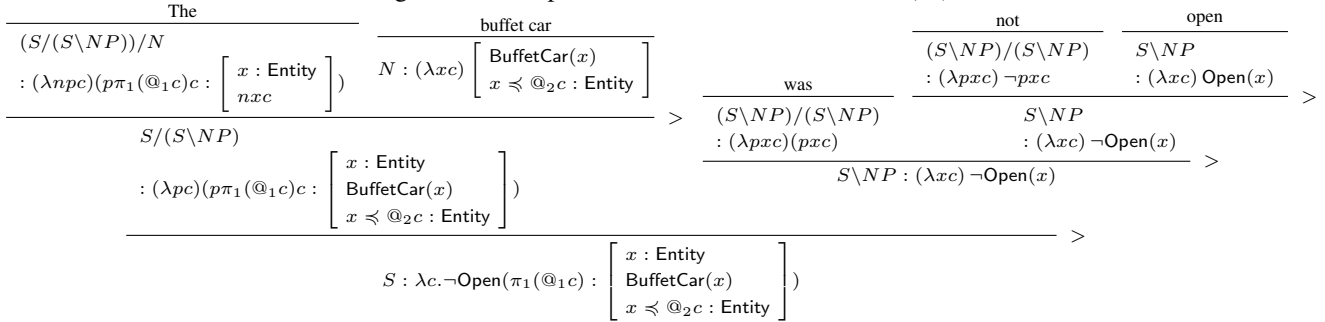 The
(S/(S\NP))/N
: (λnpc)(pπ₁(@₁c)c : [ x : Entity
nxc ])
buffet car
N : (λxc) [ BuffetCar(x)
x ≼ @₂c : Entity ]
>
S/(S\NP)
: (λpc)(pπ₁(@₁c)c : [ x : Entity
BuffetCar(x)
x ≼ @₂c : Entity ])
was
(S\NP)/(S\NP)
: (λpxc)(pxc)
not
(S\NP)/(S\NP)
: (λpxc) ¬pxc
open
S\NP
: (λxc) Open(x)
>
S\NP
: (λxc) ¬Open(x)
>
S\NP : (λxc) ¬Open(x)
>
S : λc.¬Open(π₁(@₁c) : [ x : Entity
BuffetCar(x)
x ≼ @₂c : Entity ])